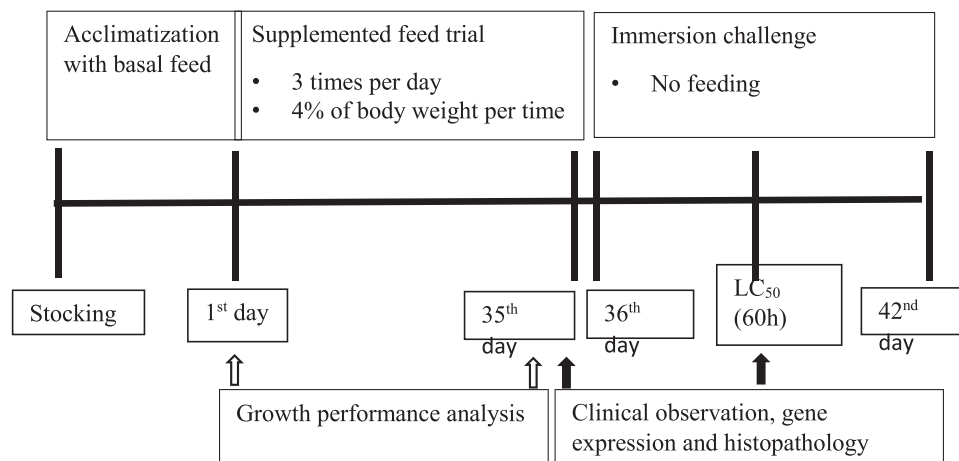 Acclimatization
with basal feed
Supplemented feed trial
• 3 times per day
• 4% of body weight per time
Immersion challenge
• No feeding
Stocking
1st day
35th
day
36th
day
LC50
(60h)
42nd
day
Growth performance analysis
Clinical observation, gene
expression and histopathology